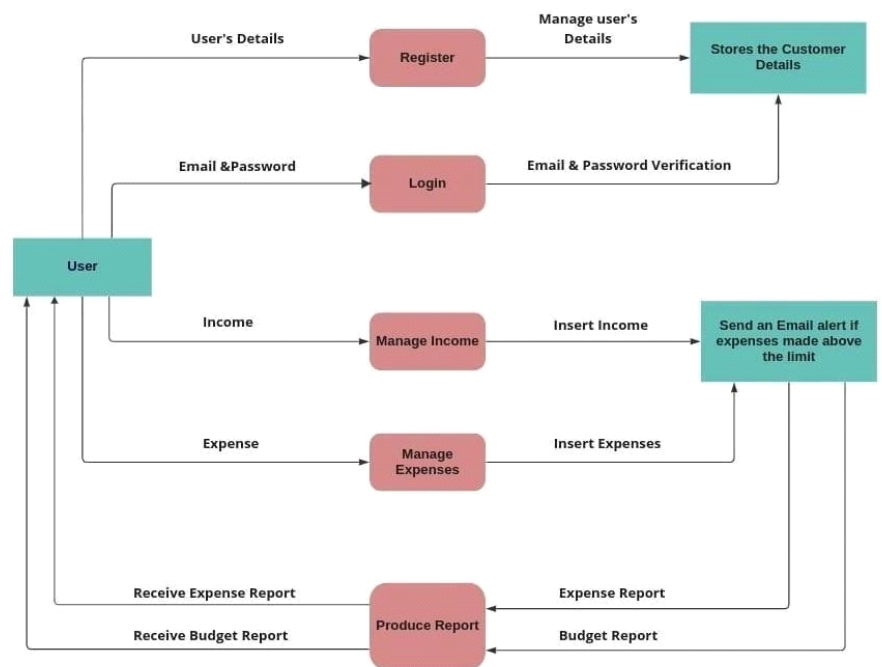 User's Details
Register
Manage user's
Details
Stores the Customer
Details
Email &Password
Login
Email & Password Verification
User
Income
Manage Income
Insert Income
Send an Email alert if
expenses made above
the limit
Expense
Manage
Expenses
Insert Expenses
Receive Expense Report
Expense Report
Produce Report
Receive Budget Report
Budget Report